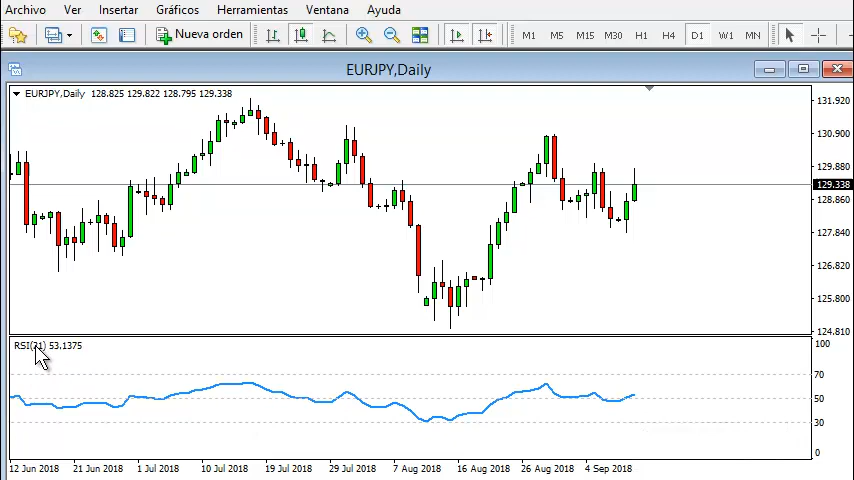 Archivo Ver Insertar Gráficos Herramientas Ventana Ayuda
Nueva orden M1 M5 M15 M30 H1 H4 D1 W1 MN
EURJPY,Daily
EURJPY,Daily 128.825 129.822 128.795 129.338
131.920
130.900
129.880
129.338
128.860
127.840
126.820
125.800
124.810
RSI(21) 53.1375
100
70
50
30
0
12 Jun 2018 21 Jun 2018 1 Jul 2018 10 Jul 2018 19 Jul 2018 29 Jul 2018 7 Aug 2018 16 Aug 2018 26 Aug 2018 4 Sep 2018